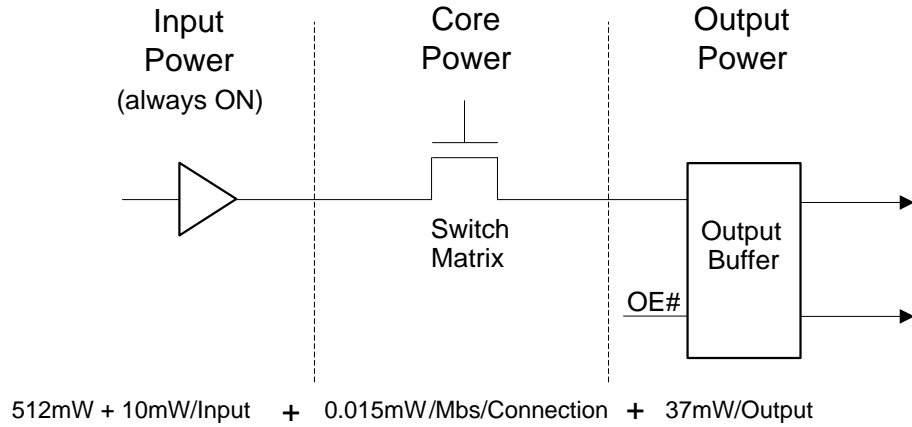 Input
Power
(always ON)
Core
Power
Output
Power
Switch
Matrix
Output
Buffer
OE#
512mW + 10mW/Input + 0.015mW/Mbs/Connection + 37mW/Output